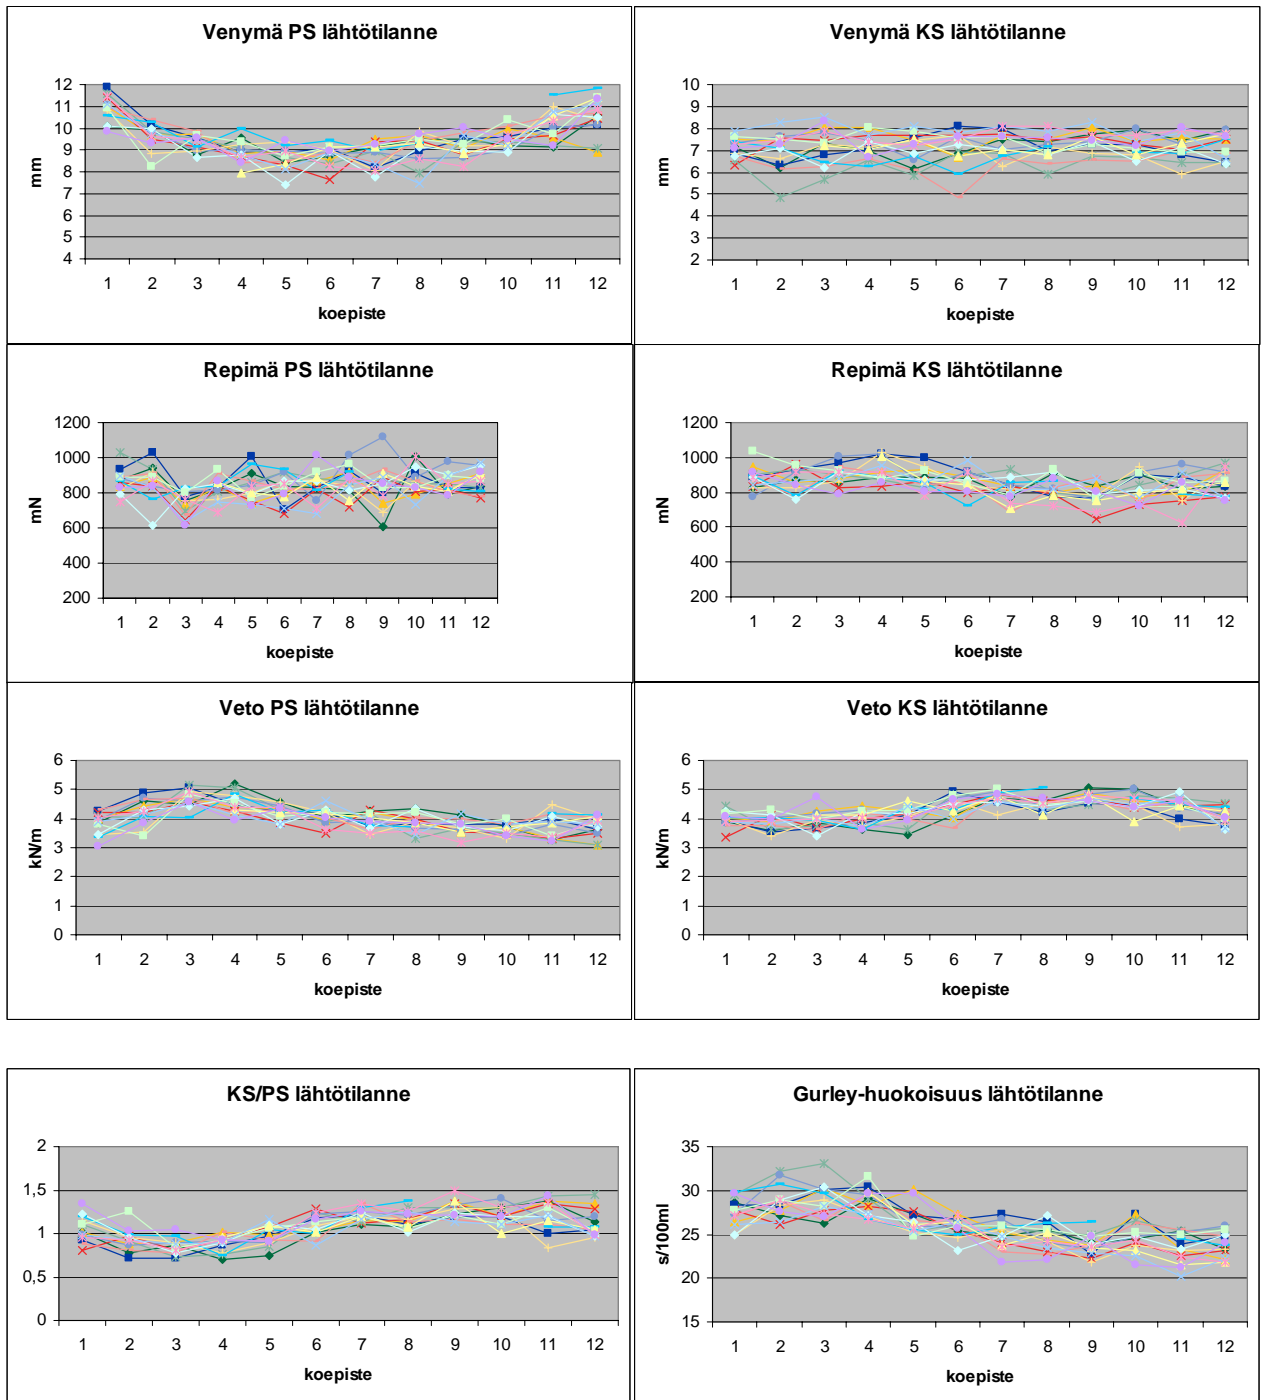 Venymä PS lähtötilanne
12
11
10
9
8
7
6
5
4
mm
1 2 3 4 5 6 7 8 9 10 11 12
koepiste
Venymä KS lähtötilanne
10
9
8
7
6
5
4
3
2
mm
1 2 3 4 5 6 7 8 9 10 11 12
koepiste
Repimä PS lähtötilanne
1200
1000
800
600
400
200
mN
1 2 3 4 5 6 7 8 9 10 11 12
koepiste
Repimä KS lähtötilanne
1200
1000
800
600
400
200
mN
1 2 3 4 5 6 7 8 9 10 11 12
koepiste
Veto PS lähtötilanne
6
5
4
3
2
1
0
kN/m
1 2 3 4 5 6 7 8 9 10 11 12
koepiste
Veto KS lähtötilanne
6
5
4
3
2
1
0
kN/m
1 2 3 4 5 6 7 8 9 10 11 12
koepiste
KS/PS lähtötilanne
2
1,5
1
0,5
0
1 2 3 4 5 6 7 8 9 10 11 12
koepiste
Gurley-huokoisuus lähtötilanne
35
30
25
20
15
s/100ml
1 2 3 4 5 6 7 8 9 10 11 12
koepiste